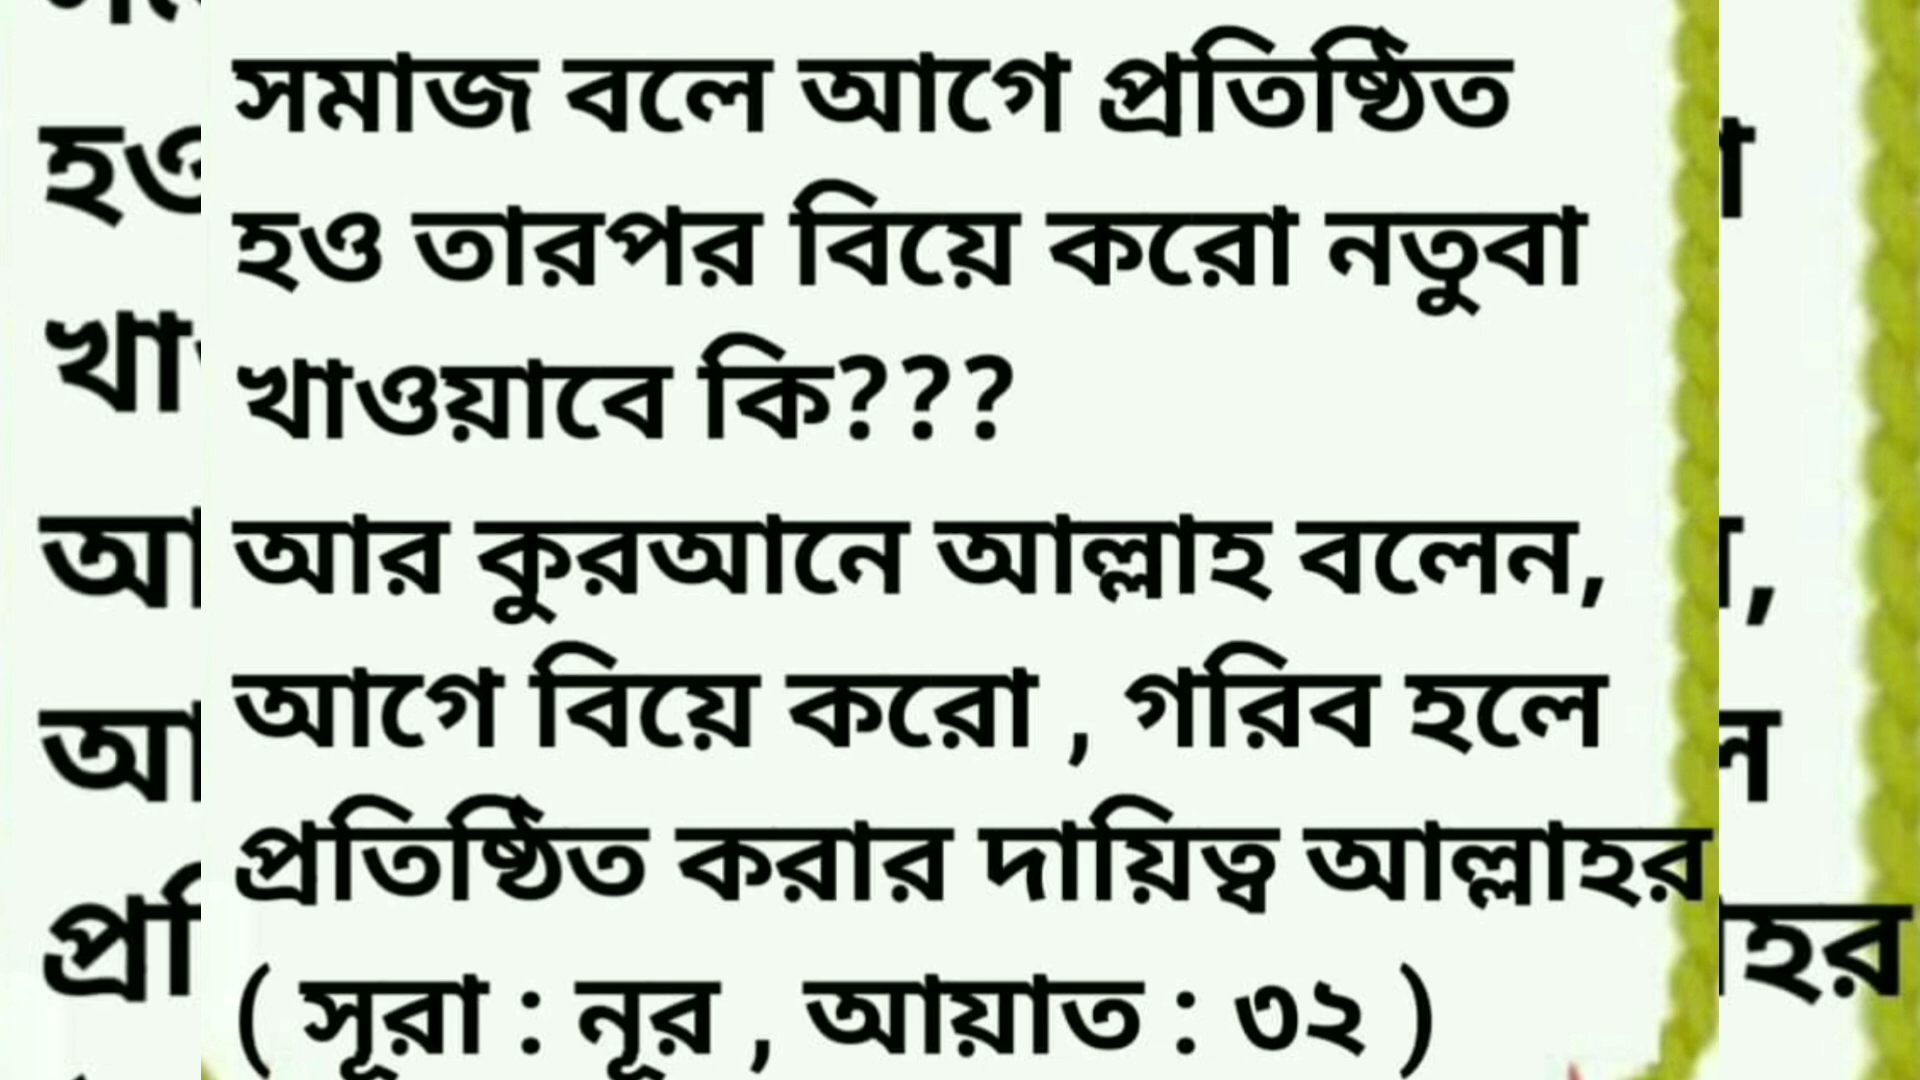 সমাজ বলে আগে প্রতিষ্ঠিত
হও তারপর বিয়ে করো নতুবা
খাওয়াবে কি???
আর কুরআনে আল্লাহ বলেন,
আগে বিয়ে করো , গরিব হলে
প্রতিষ্ঠিত করার দায়িত্ব আল্লাহর
( সূরা : নূর , আয়াত : ৩২ )